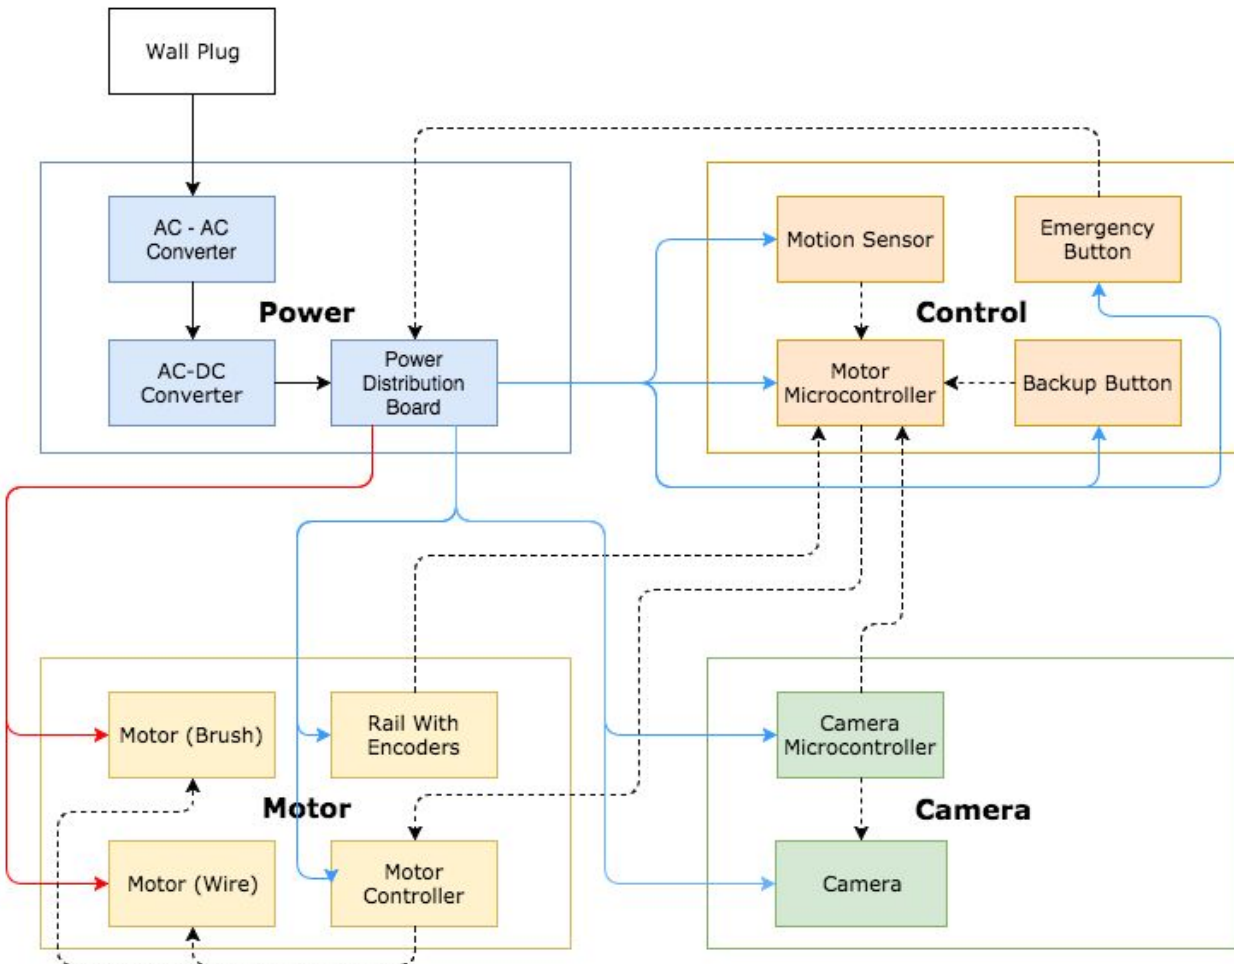 Wall Plug
AC - AC
Converter
Power
AC-DC
Converter
Power
Distribution
Board
Motion Sensor
Emergency
Button
Control
Motor
Microcontroller
Backup Button
Motor (Brush)
Rail With
Encoders
Motor
Motor (Wire)
Motor
Controller
Camera
Microcontroller
Camera
Camera